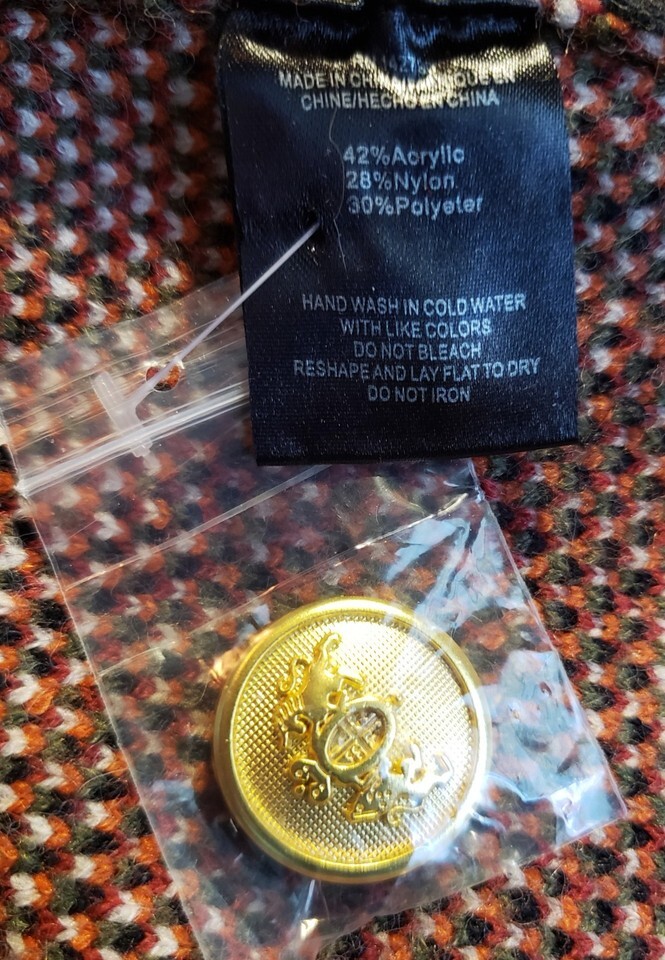 MADE IN CHINA
CHINE/HECHO EN CHINA
42%Acrylic
28%Nylon
30%Polyeter
HAND WASH IN COLD WATER
WITH LIKE COLORS
DO NOT BLEACH
RESHAPE AND LAY FLAT TO DRY
DO NOT IRON